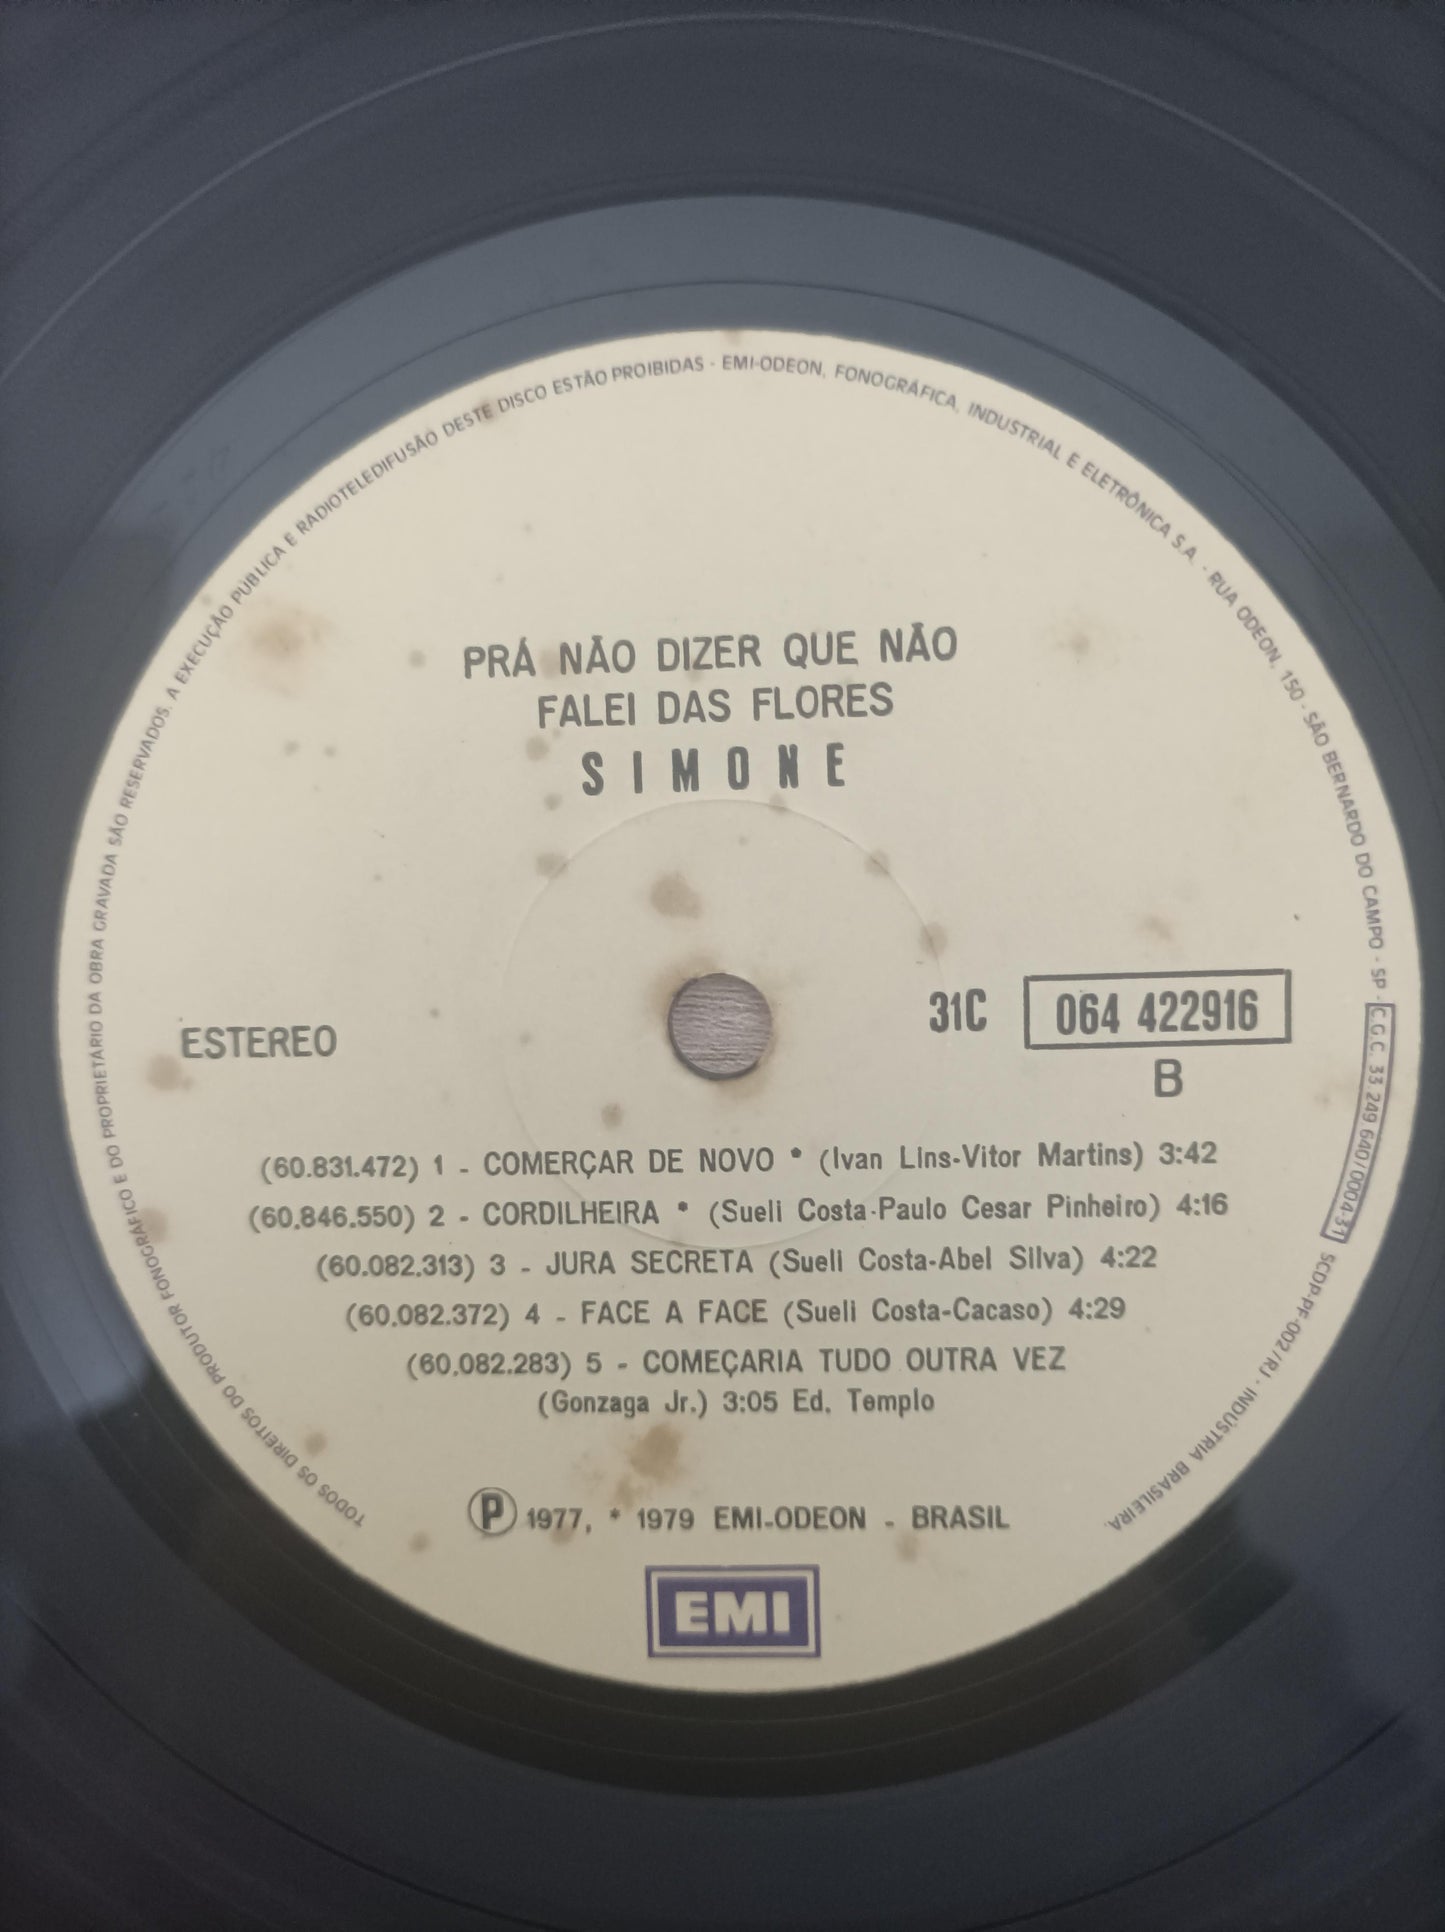 TODOS OS DIREITOS DO PRODUTOR FONOGRÁFICO E DO PROPRIETÁRIO DA OBRA GRAVADA SÃO RESERVADOS. A EXECUÇÃO PÚBLICA E RADIOTELEDIFUSÃO DESTE DISCO ESTÃO PROIBIDAS - EMI-ODEON, FONOGRÁFICA, INDUSTRIAL E ELETRÔNICA S.A. - RUA ODEON, 150 - SÃO BERNARDO DO CAMPO - SP - C.G.C. 33 249 640/0004-31 SCDP-PF-002/RJ - INDÚSTRIA BRASILEIRA.
PRÁ NÃO DIZER QUE NÃO
FALEI DAS FLORES
SIMONE
ESTEREO
31C 064 422916
B
(60.831.472) 1 - COMERÇAR DE NOVO * (Ivan Lins-Vitor Martins) 3:42
(60.846.550) 2 - CORDILHEIRA * (Sueli Costa-Paulo Cesar Pinheiro) 4:16
(60.082.313) 3 - JURA SECRETA (Sueli Costa-Abel Silva) 4:22
(60.082.372) 4 - FACE A FACE (Sueli Costa-Cacaso) 4:29
(60.082.283) 5 - COMEÇARIA TUDO OUTRA VEZ
(Gonzaga Jr.) 3:05 Ed. Templo
Ⓟ 1977, * 1979 EMI-ODEON - BRASIL
EMI